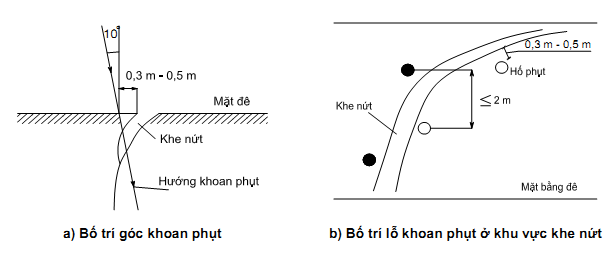 10°
0,3 m - 0,5 m
Mặt đê
Khe nứt
Hướng khoan phụt
a) Bố trí góc khoan phụt
0,3 m - 0,5 m
Hố phụt
Khe nứt
≤ 2 m
Mặt bằng đê
b) Bố trí lỗ khoan phụt ở khu vực khe nứt